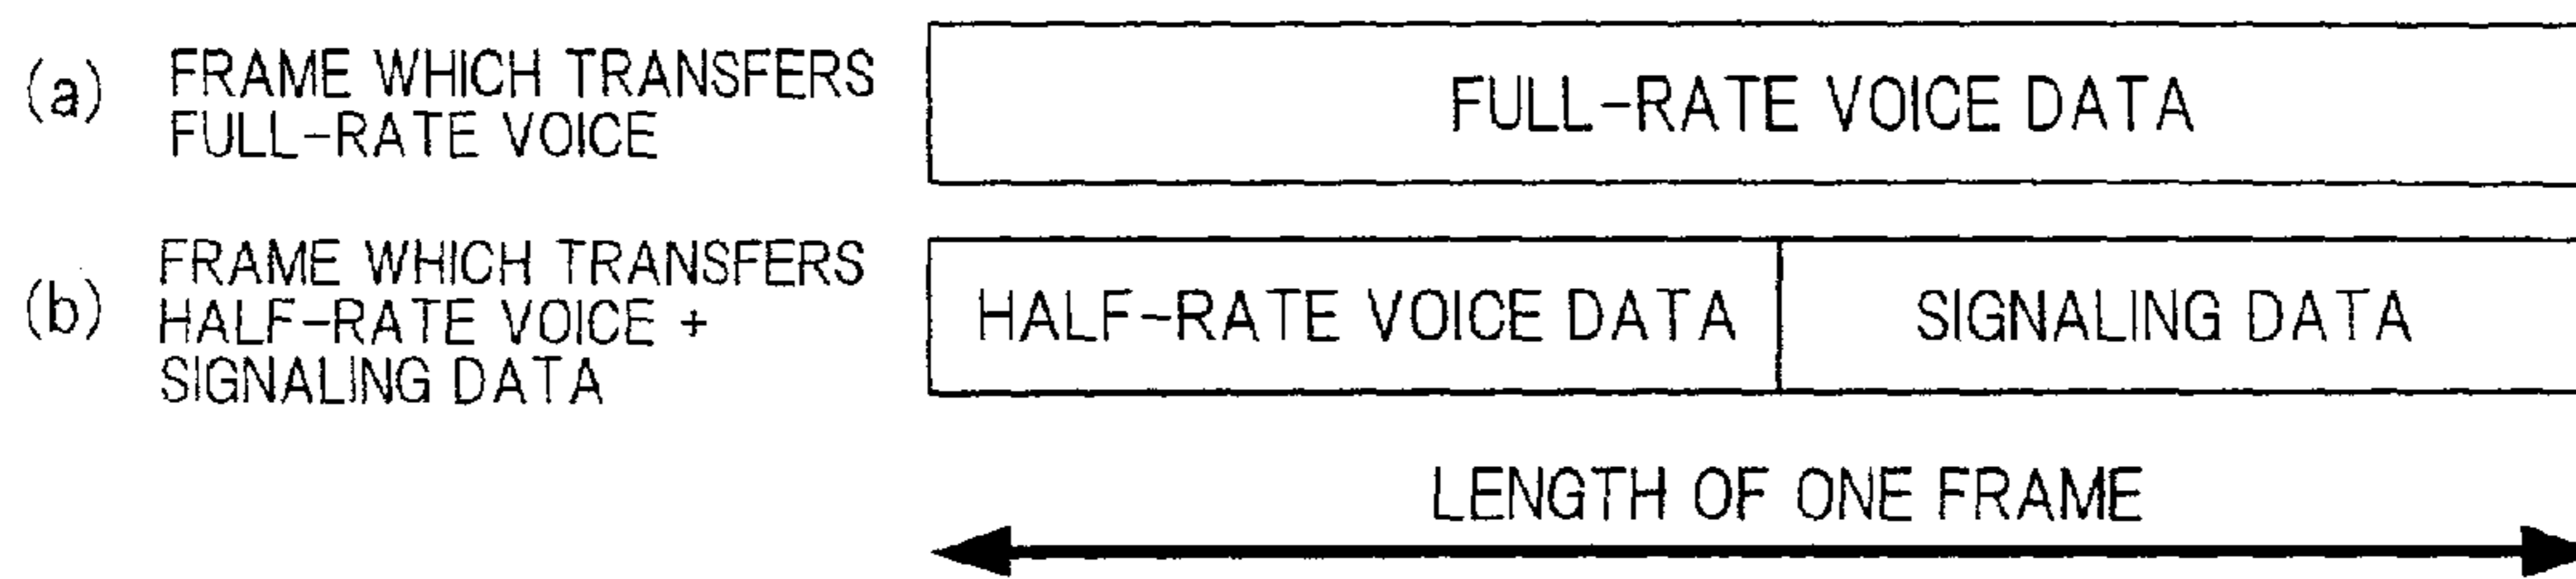 (a) FRAME WHICH TRANSFERS
FULL-RATE VOICE
FULL-RATE VOICE DATA
(b) FRAME WHICH TRANSFERS
HALF-RATE VOICE +
SIGNALING DATA
HALF-RATE VOICE DATA
SIGNALING DATA
LENGTH OF ONE FRAME